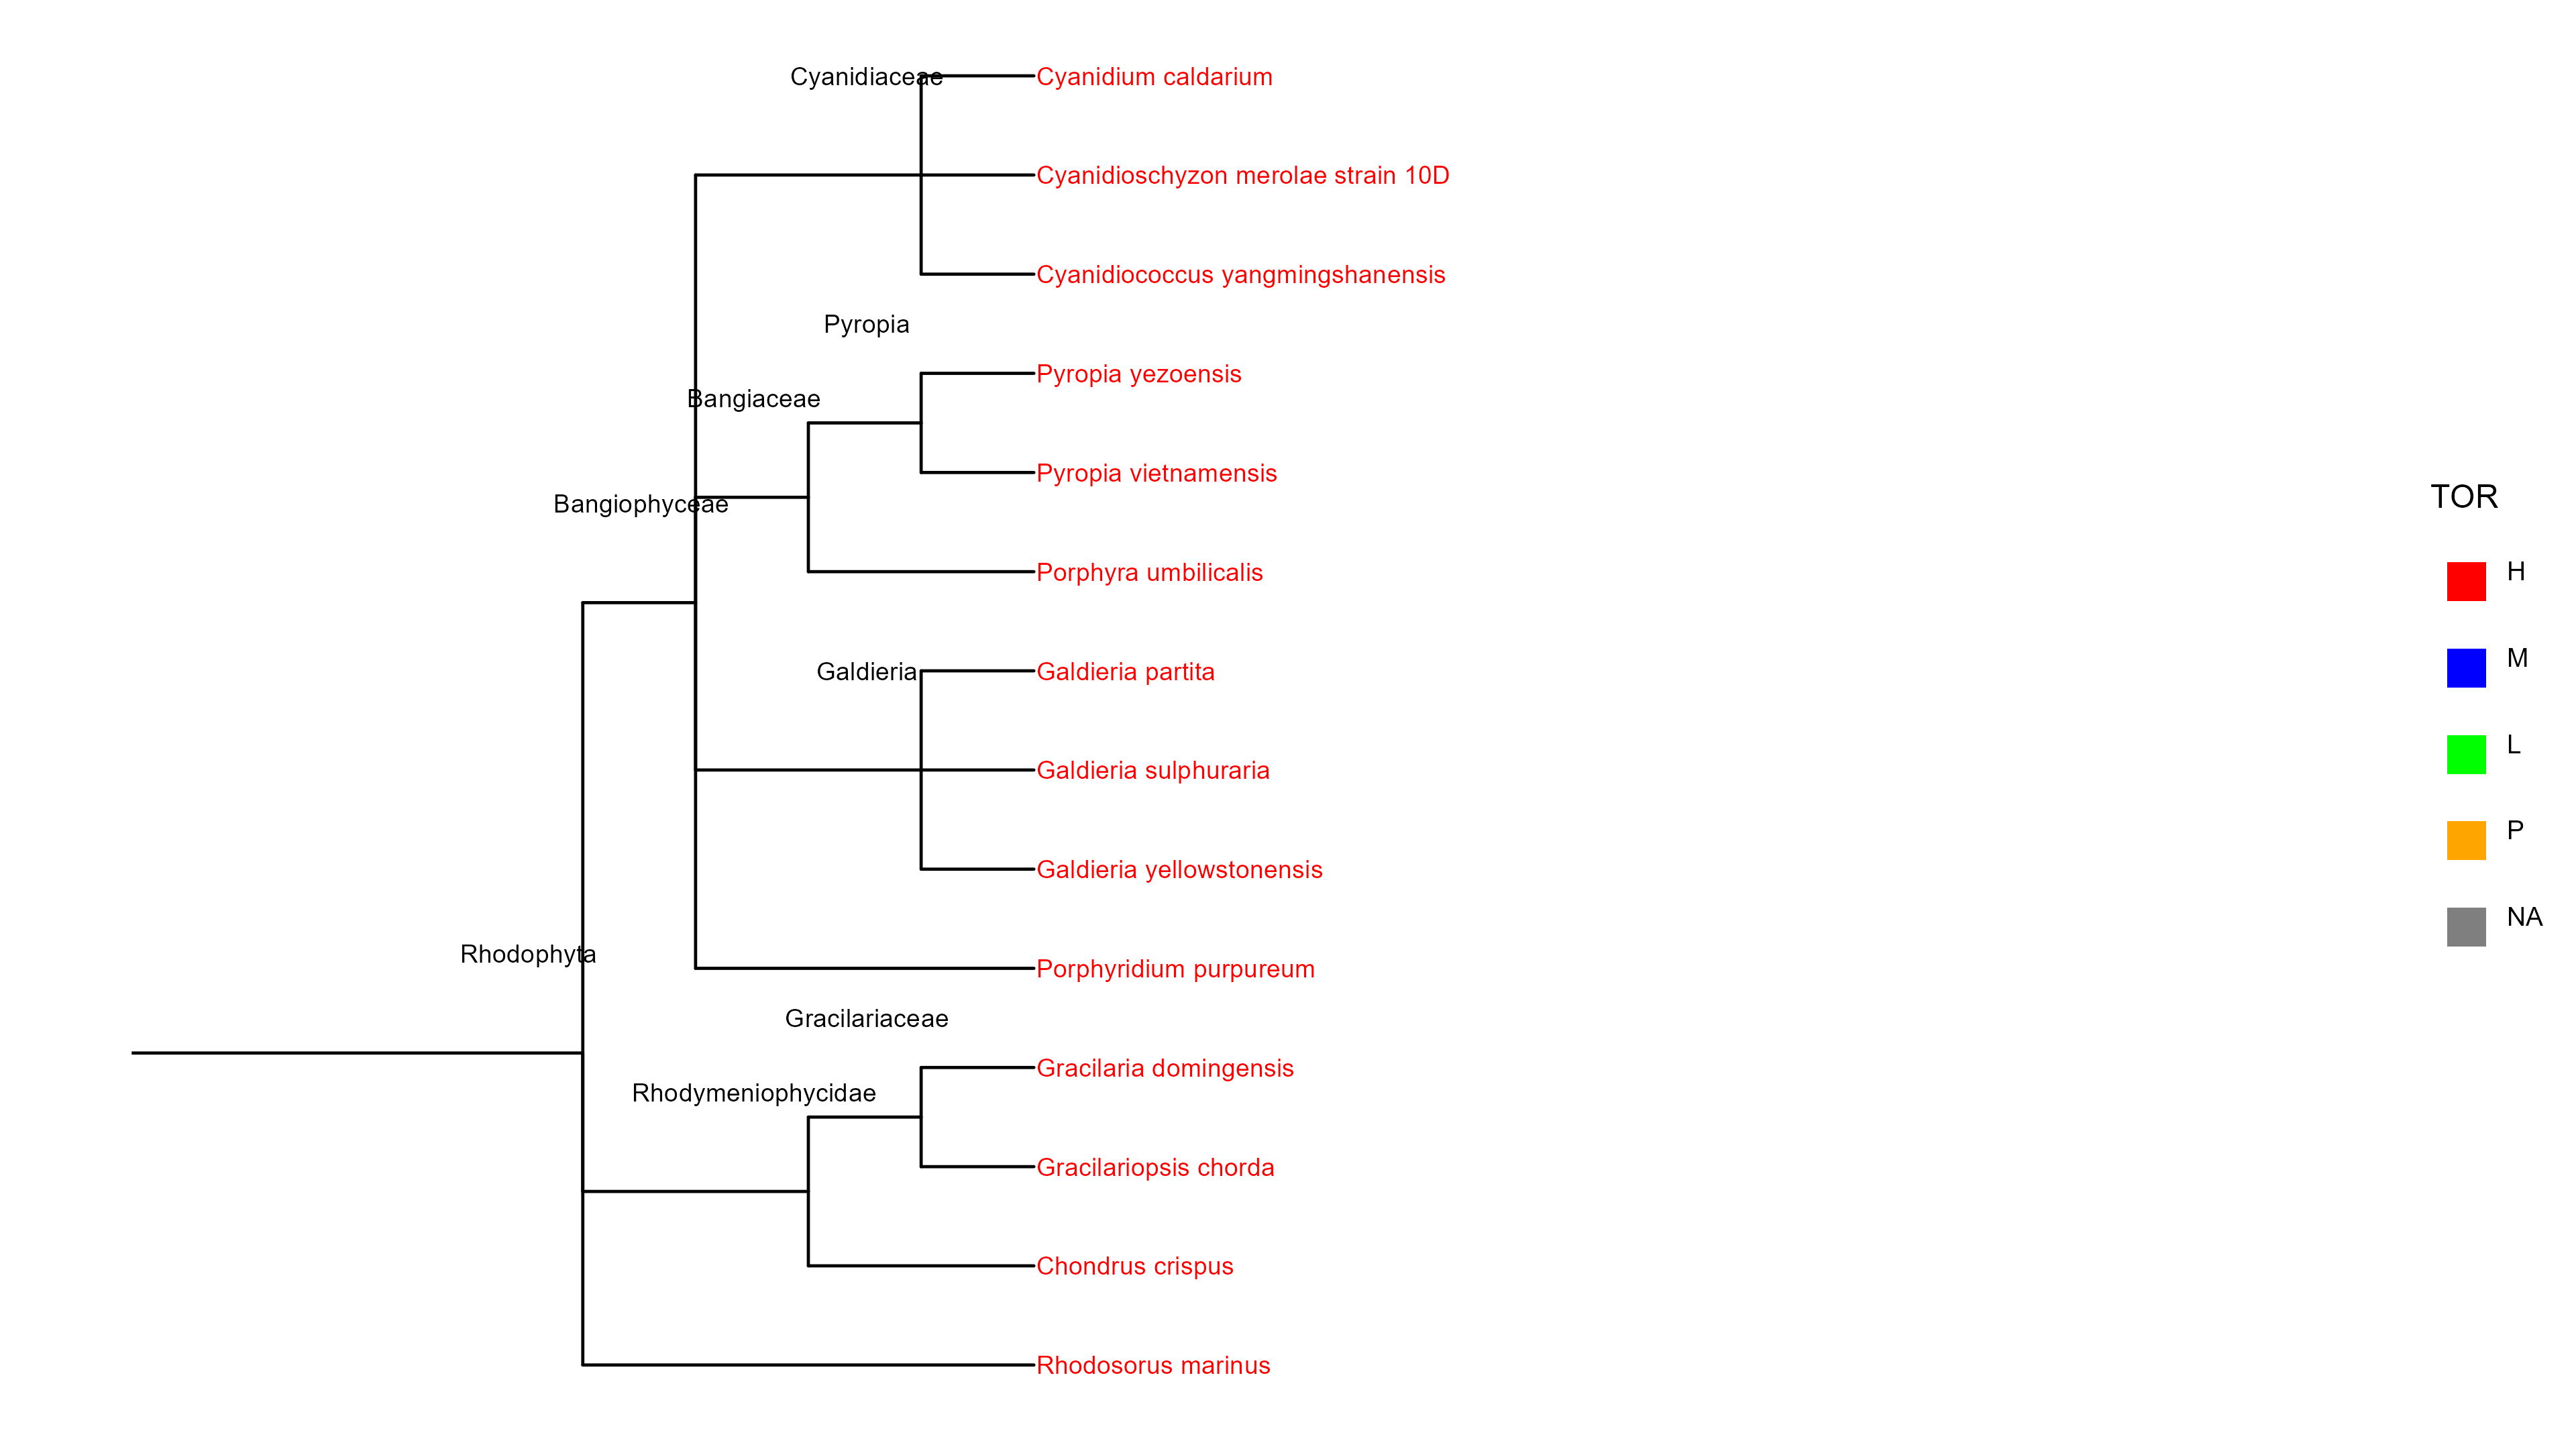 Cyanidiaceae
Cyanidium caldarium
Cyanidioschyzon merolae strain 10D
Cyanidiococcus yangmingshanensis
Pyropia
Pyropia yezoensis
Bangiaceae
Pyropia vietnamensis
Bangiophyceae
Porphyra umbilicalis
Galdieria
Galdieria partita
Galdieria sulphuraria
Galdieria yellowstonensis
Rhodophyta
Porphyridium purpureum
Gracilariaceae
Gracilaria domingensis
Rhodymeniophycidae
Gracilariopsis chorda
Chondrus crispus
Rhodosorus marinus
TOR
H
M
L
P
NA